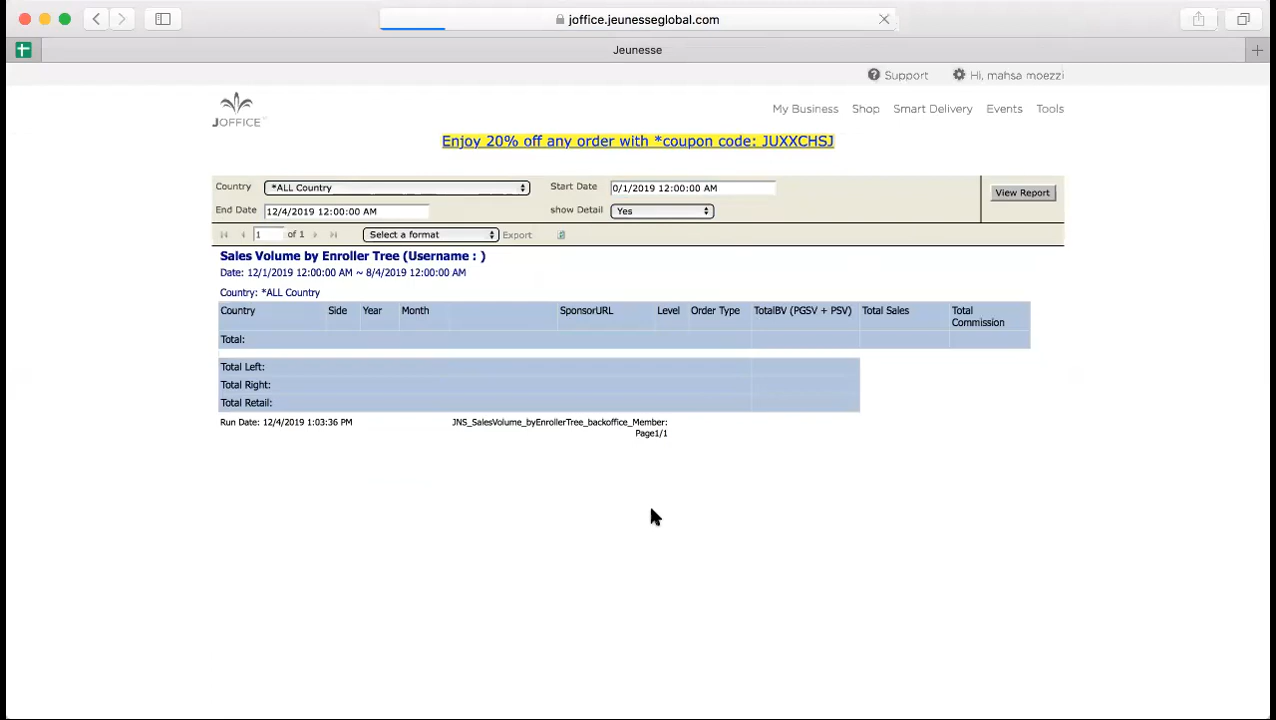 joffice.jeunesseglobal.com
Jeunesse
Support Hi, mahsa moezzi
JOFFICE
My Business Shop Smart Delivery Events Tools
Enjoy 20% off any order with *coupon code: JUXXCHSJ
Country *ALL Country Start Date 0/1/2019 12:00:00 AM View Report
End Date 12/4/2019 12:00:00 AM show Detail Yes
1 of 1 Select a format Export
Sales Volume by Enroller Tree (Username : )
Date: 12/1/2019 12:00:00 AM ~ 8/4/2019 12:00:00 AM
Country: *ALL Country
Country Side Year Month SponsorURL Level Order Type TotalBV (PGSV + PSV) Total Sales Total Commission
Total:
Total Left:
Total Right:
Total Retail:
Run Date: 12/4/2019 1:03:36 PM JNS_SalesVolume_byEnrollerTree_backoffice_Member:
Page1/1